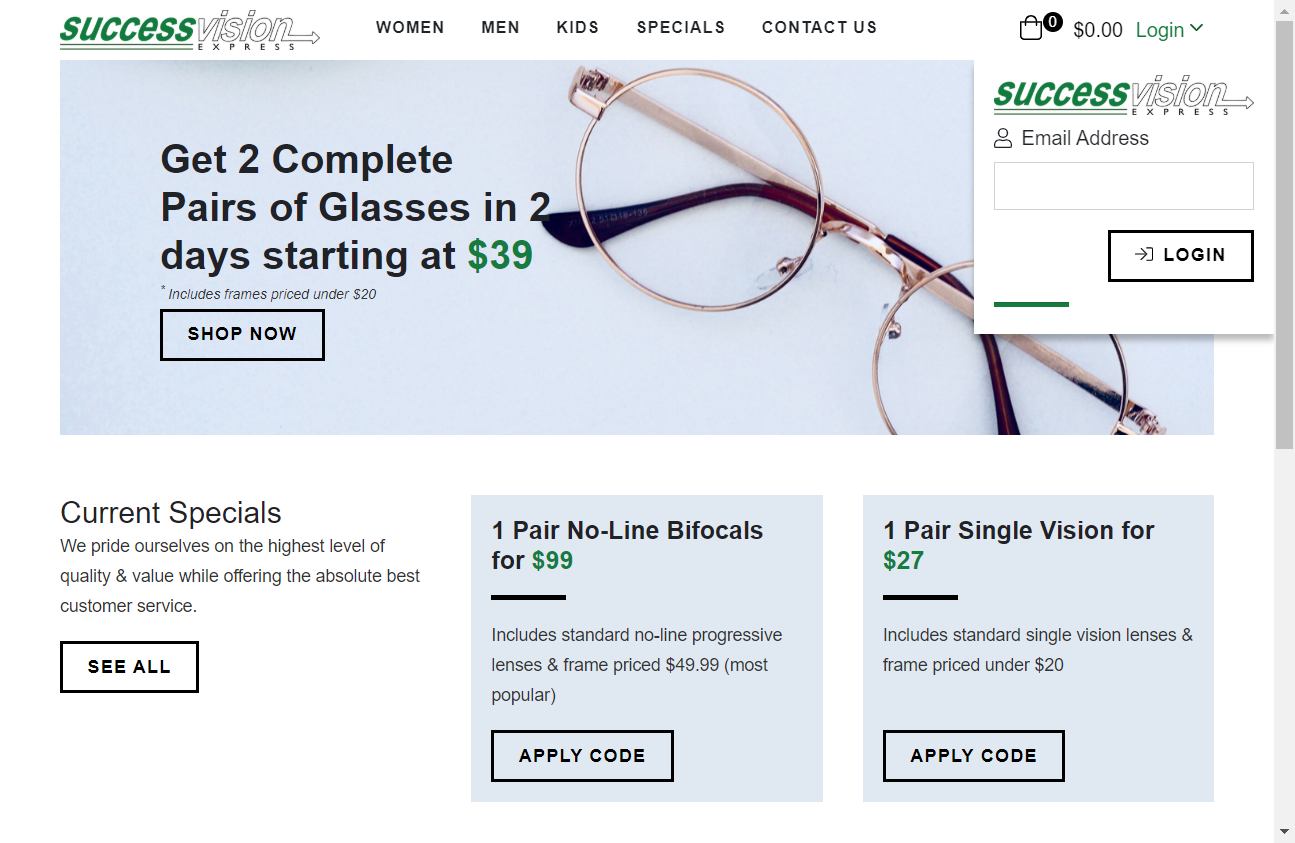 successvision
EXPRESS
WOMEN
MEN
KIDS
SPECIALS
CONTACT US
0
$0.00
Login
successvision
EXPRESS
Email Address
LOGIN
Get 2 Complete
Pairs of Glasses in 2
days starting at $39
* Includes frames priced under $20
SHOP NOW
Current Specials
We pride ourselves on the highest level of
quality & value while offering the absolute best
customer service.
SEE ALL
1 Pair No-Line Bifocals
for $99
Includes standard no-line progressive
lenses & frame priced $49.99 (most
popular)
APPLY CODE
1 Pair Single Vision for
$27
Includes standard single vision lenses &
frame priced under $20
APPLY CODE